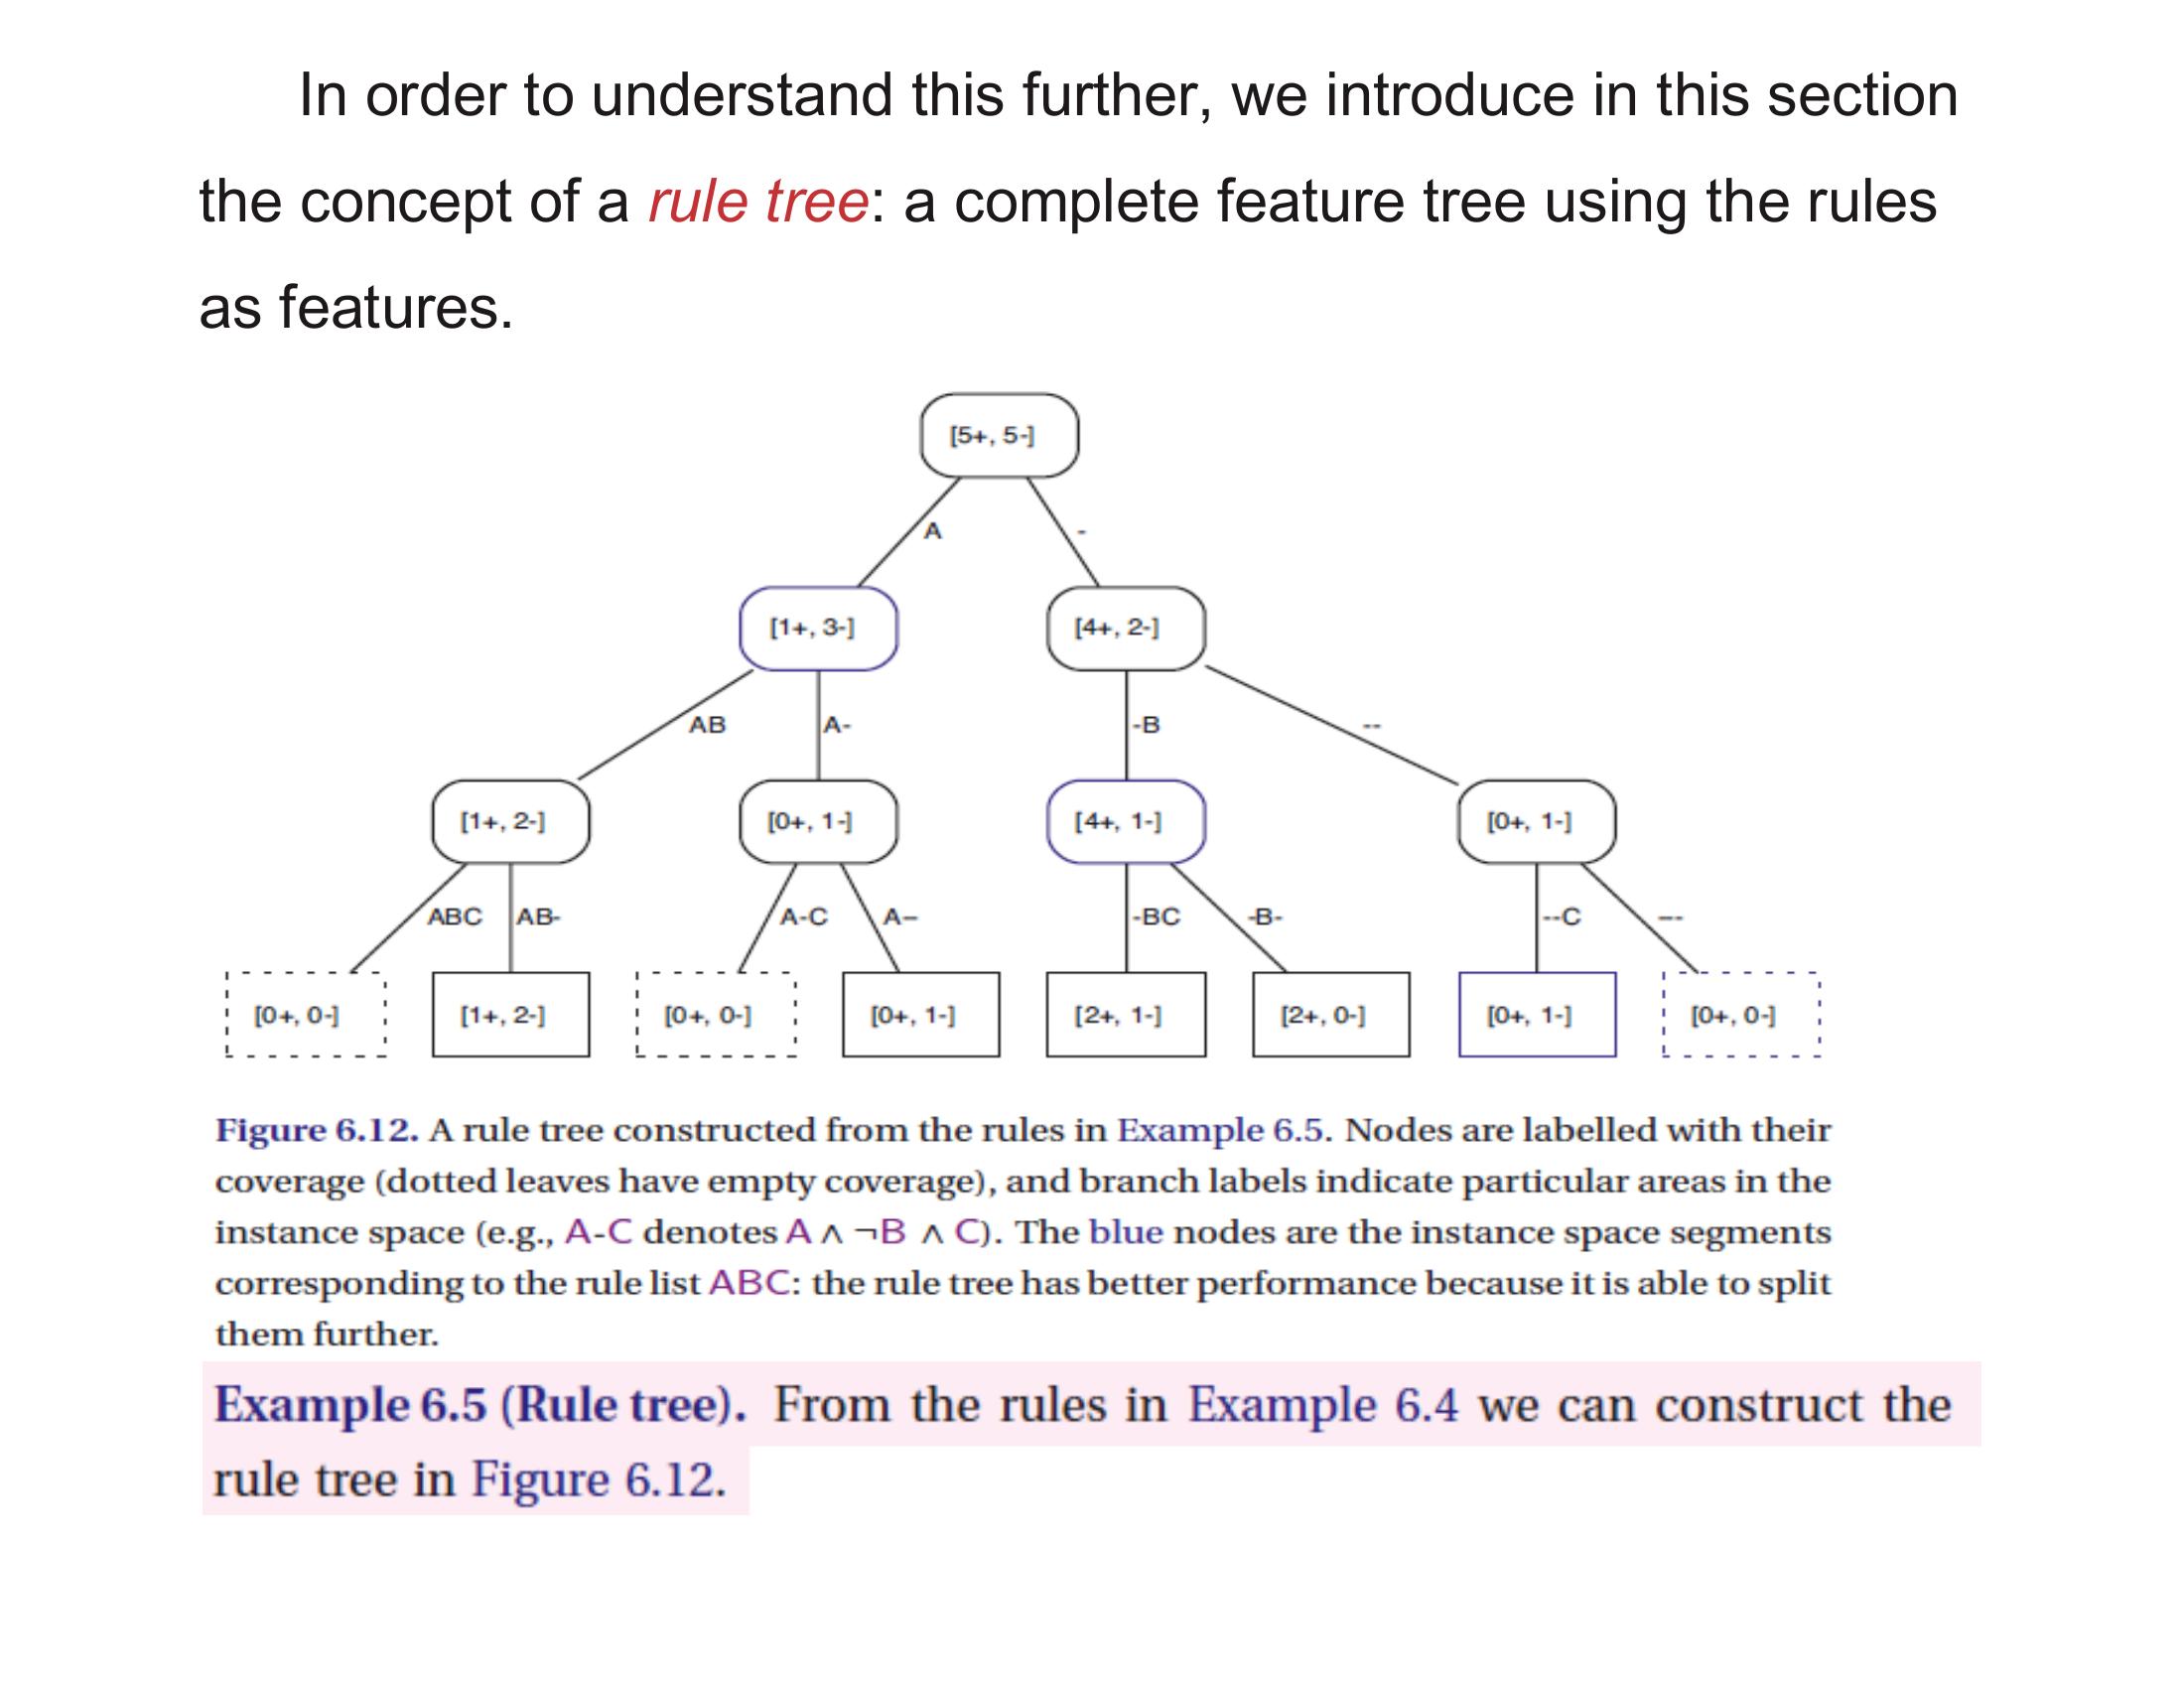 In order to understand this further, we introduce in this section
the concept of a rule tree: a complete feature tree using the rules
as features.
[5+, 5-]
A
-
[1+, 3-]
[4+, 2-]
AB
A-
-B
--
[1+, 2-]
[0+, 1-]
[4+, 1-]
[0+, 1-]
ABC
AB-
A-C
A--
-BC
-B-
--C
---
[0+, 0-]
[1+, 2-]
[0+, 0-]
[0+, 1-]
[2+, 1-]
[2+, 0-]
[0+, 1-]
[0+, 0-]
Figure 6.12. A rule tree constructed from the rules in Example 6.5. Nodes are labelled with their
coverage (dotted leaves have empty coverage), and branch labels indicate particular areas in the
instance space (e.g., A-C denotes A ∧ ¬B ∧ C). The blue nodes are the instance space segments
corresponding to the rule list ABC: the rule tree has better performance because it is able to split
them further.
Example 6.5 (Rule tree). From the rules in Example 6.4 we can construct the
rule tree in Figure 6.12.